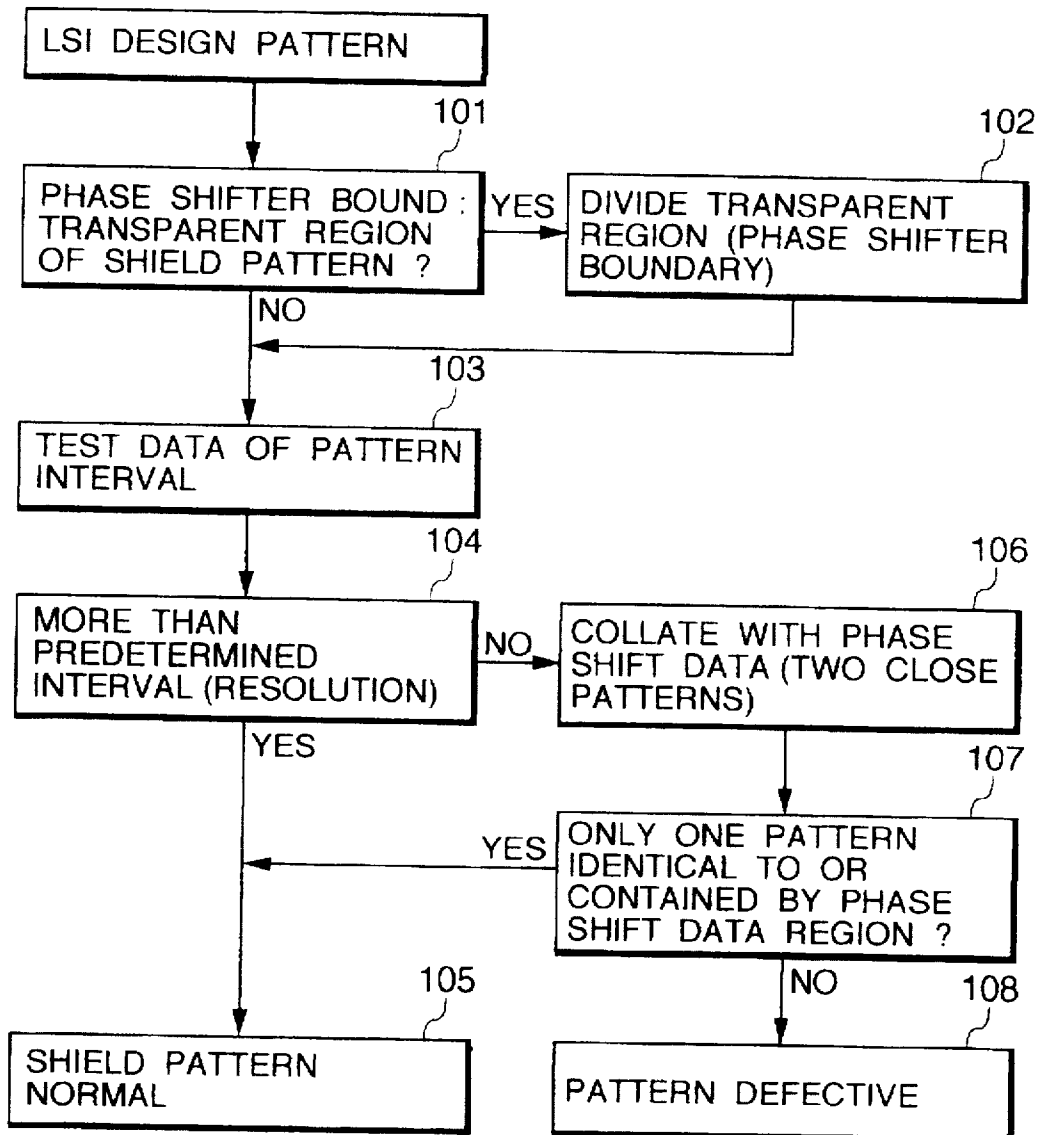 LSI DESIGN PATTERN
101
PHASE SHIFTER BOUND :
TRANSPARENT REGION
OF SHIELD PATTERN ?
YES
102
DIVIDE TRANSPARENT
REGION (PHASE SHIFTER
BOUNDARY)
NO
103
TEST DATA OF PATTERN
INTERVAL
104
MORE THAN
PREDETERMINED
INTERVAL (RESOLUTION)
NO
106
COLLATE WITH PHASE
SHIFT DATA (TWO CLOSE
PATTERNS)
YES
107
ONLY ONE PATTERN
IDENTICAL TO OR
CONTAINED BY PHASE
SHIFT DATA REGION ?
YES
NO
105
SHIELD PATTERN
NORMAL
108
PATTERN DEFECTIVE